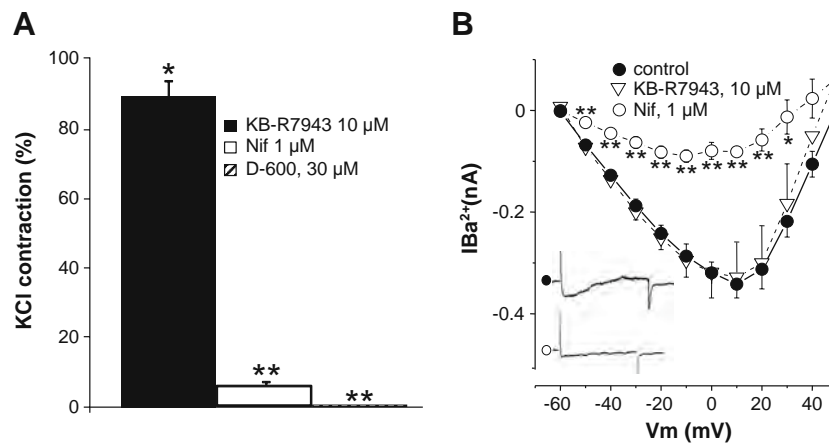 A
KCl contraction (%)
100
80
60
40
20
0
*
**
**
KB-R7943 10 µM
Nif 1 µM
D-600, 30 µM
B
control
KB-R7943, 10 µM
Nif, 1 µM
IBa²⁺(nA)
0
-0.2
-0.4
** ** ** ** ** ** ** ** *
-60 -40 -20 0 20 40
Vm (mV)